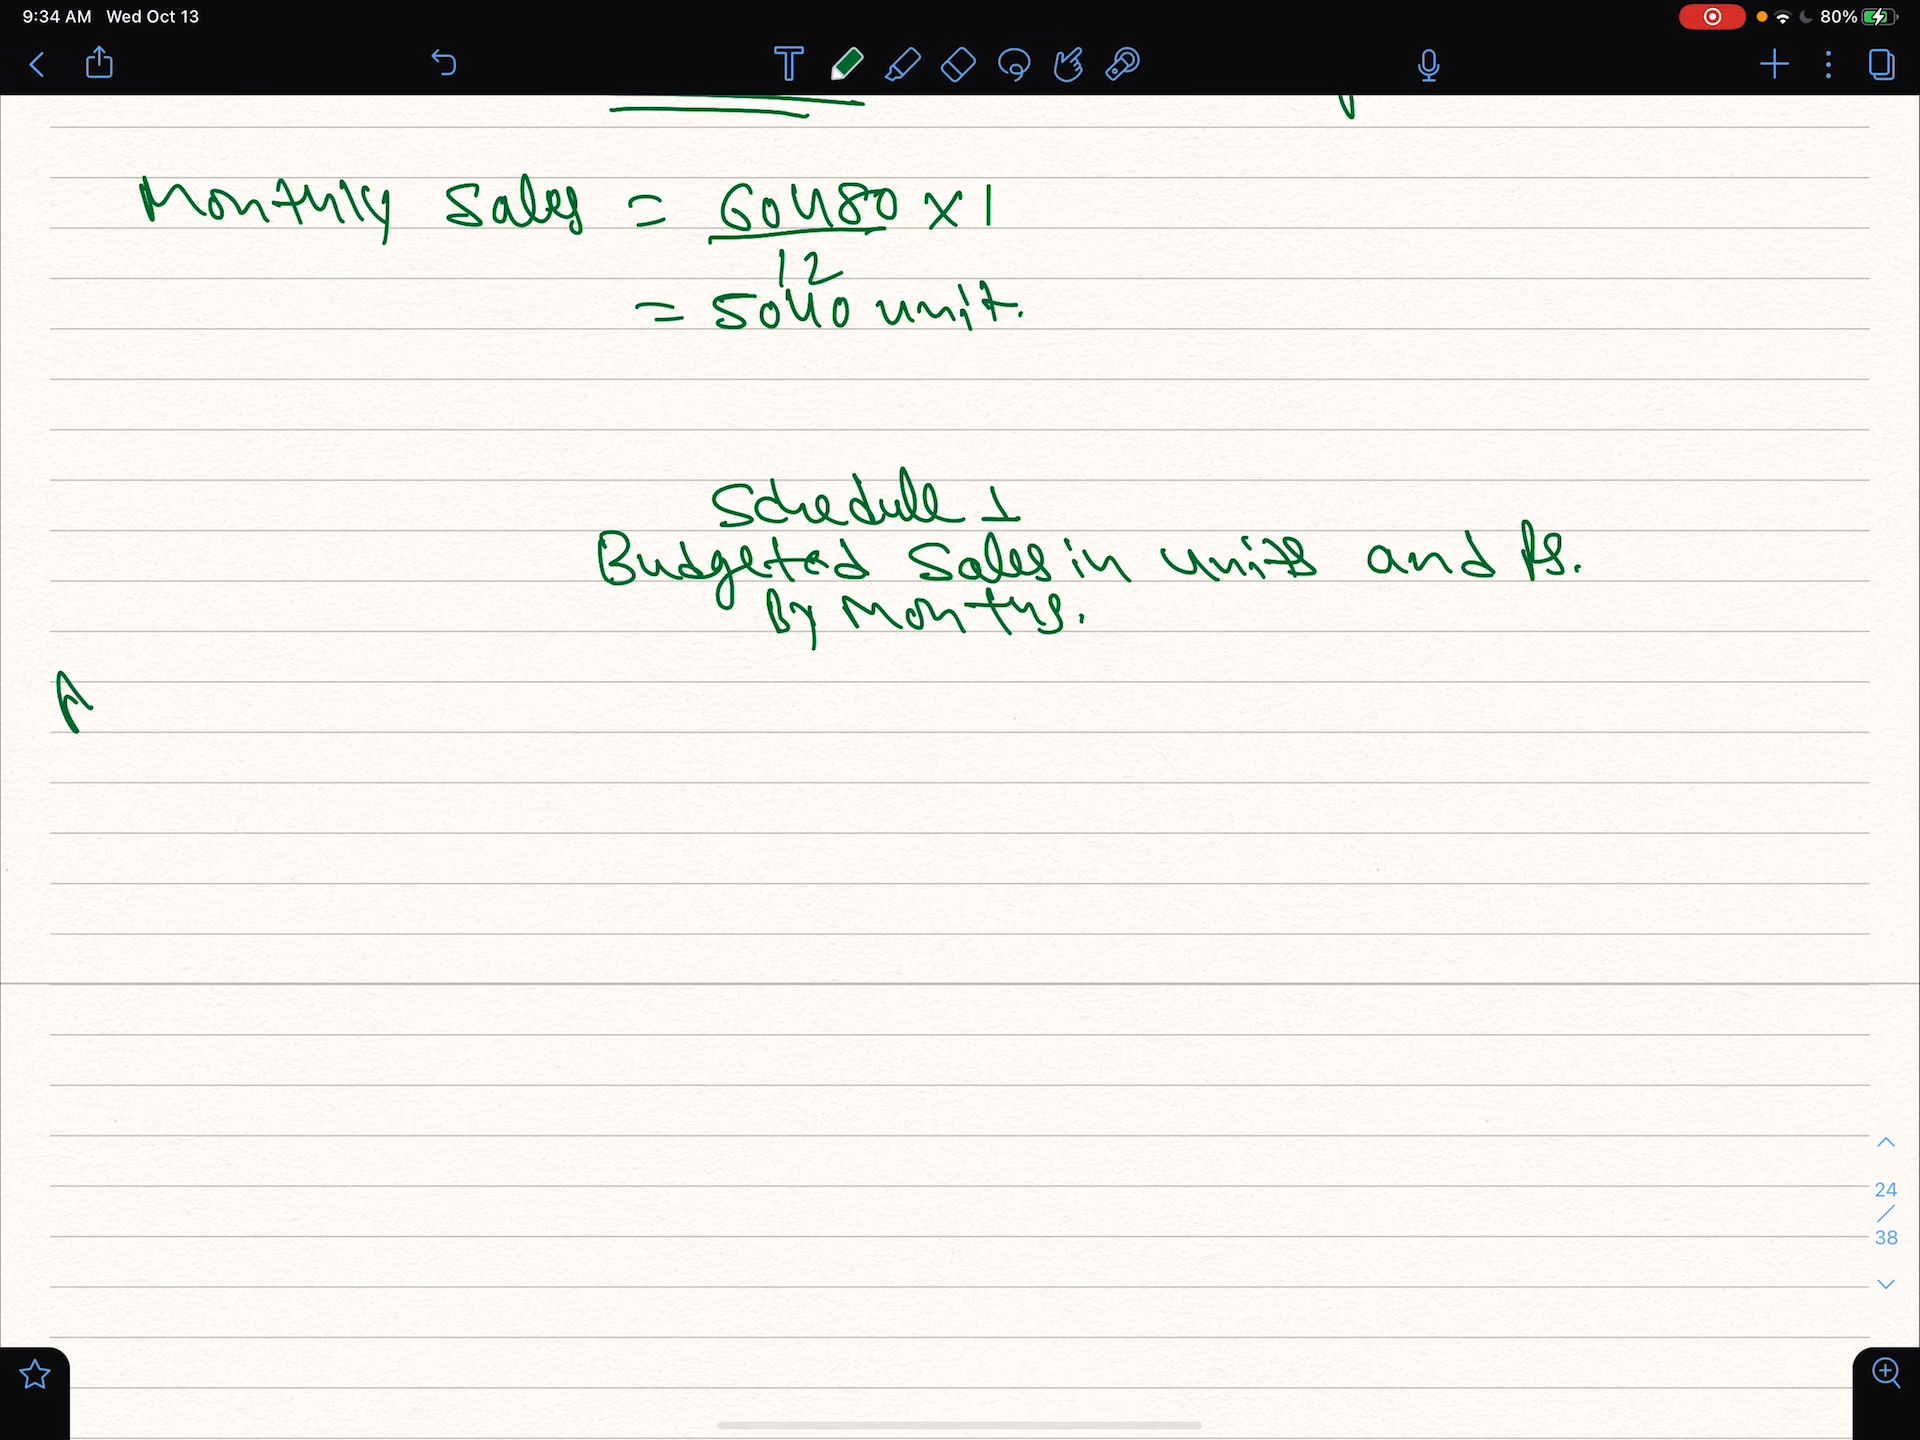 9:34 AM Wed Oct 13
80%
Monthly Sales = 60480 x 1
12
= 5040 unit.
Schedule 1
Budgeted Sales in units and Rs.
By Months.
24
/
38